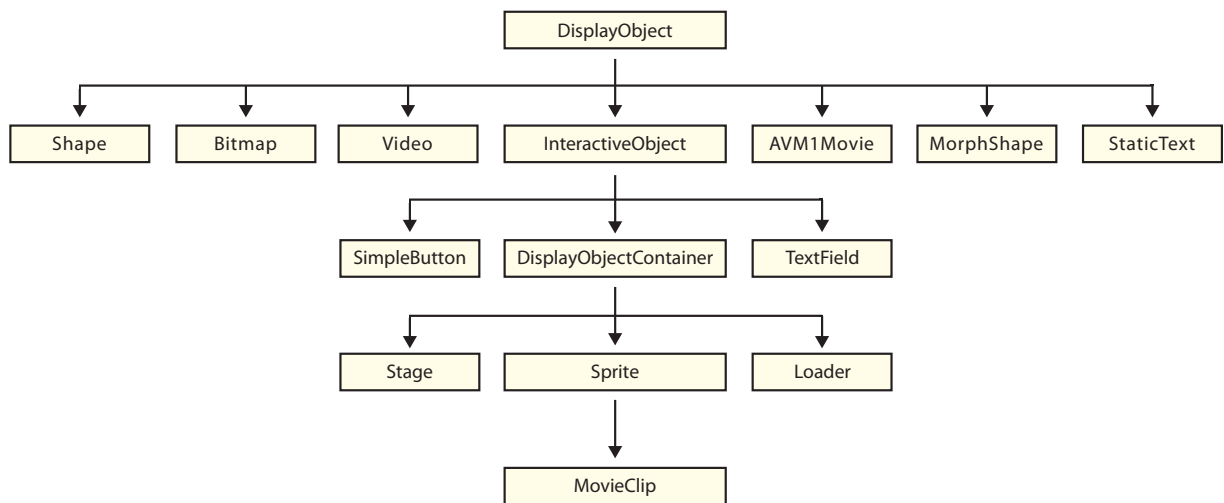 DisplayObject
Shape
Bitmap
Video
InteractiveObject
AVM1Movie
MorphShape
StaticText
SimpleButton
DisplayObjectContainer
TextField
Stage
Sprite
Loader
MovieClip